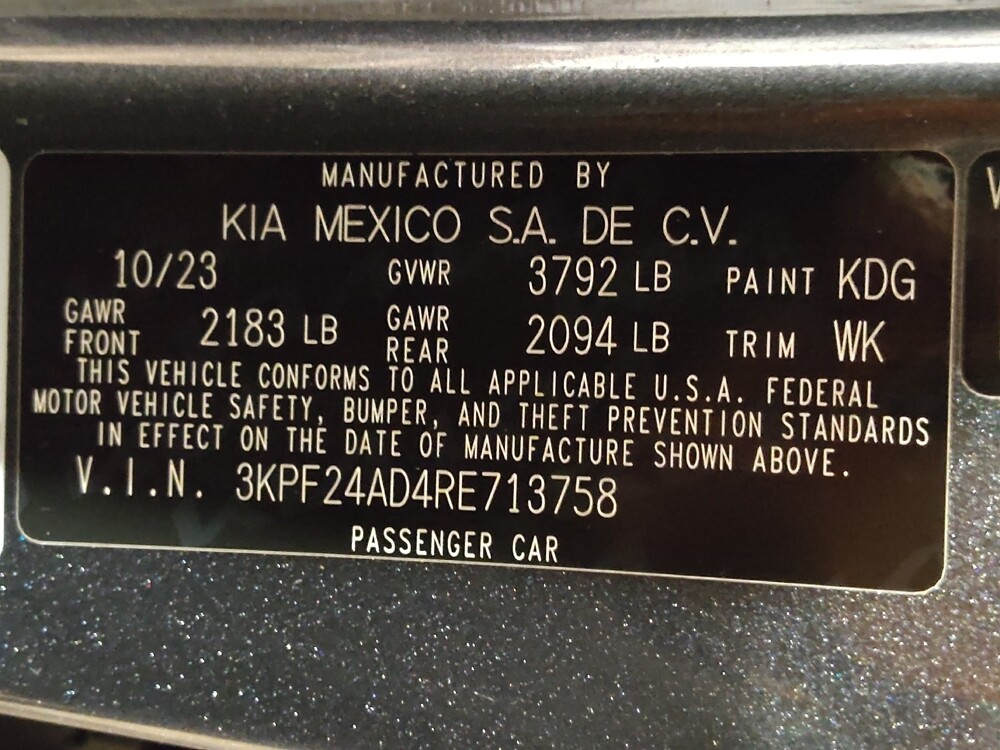 MANUFACTURED BY
KIA MEXICO S.A. DE C.V.
10/23 GVWR 3792 LB PAINT KDG
GAWR FRONT 2183 LB GAWR REAR 2094 LB TRIM WK
THIS VEHICLE CONFORMS TO ALL APPLICABLE U.S.A. FEDERAL
MOTOR VEHICLE SAFETY, BUMPER, AND THEFT PREVENTION STANDARDS
IN EFFECT ON THE DATE OF MANUFACTURE SHOWN ABOVE.
V.I.N. 3KPF24AD4RE713758
PASSENGER CAR